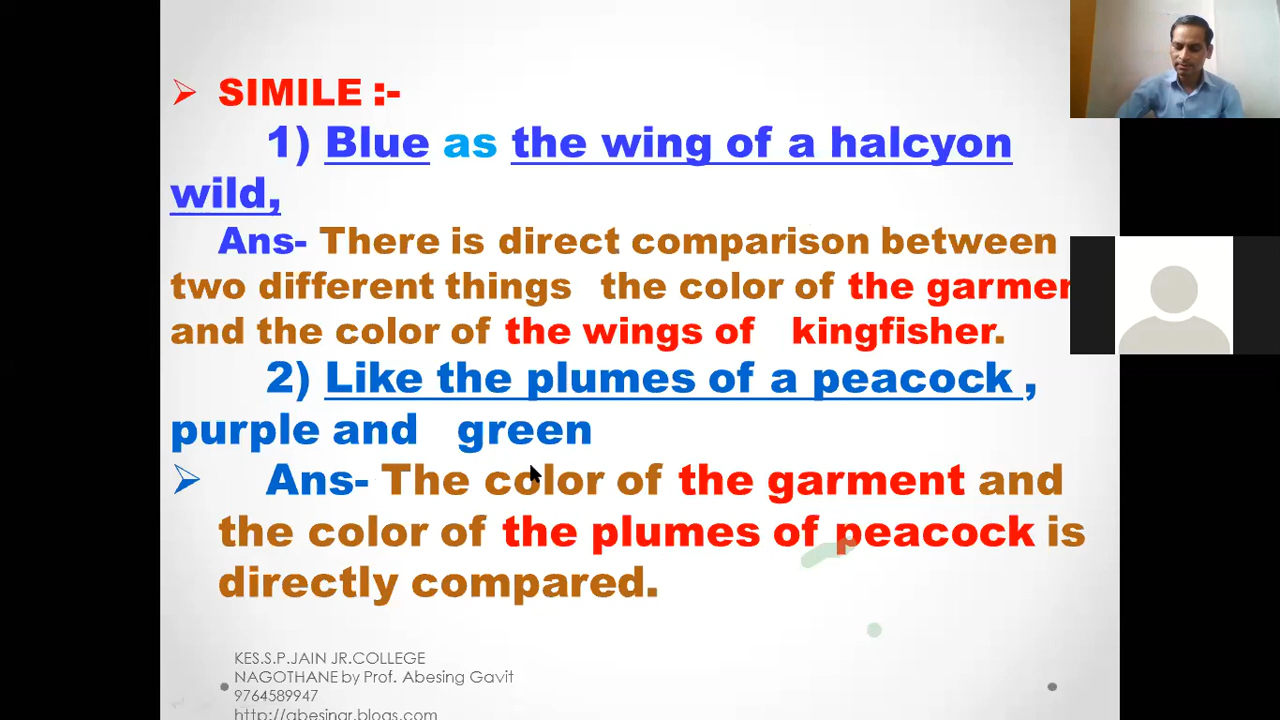 SIMILE :-
1) Blue as the wing of a halcyon
wild,
Ans- There is direct comparison between
two different things the color of the garmen
and the color of the wings of kingfisher.
2) Like the plumes of a peacock ,
purple and green
Ans- The color of the garment and
the color of the plumes of peacock is
directly compared.
KES.S.P.JAIN JR.COLLEGE
NAGOTHANE by Prof. Abesing Gavit
9764589947